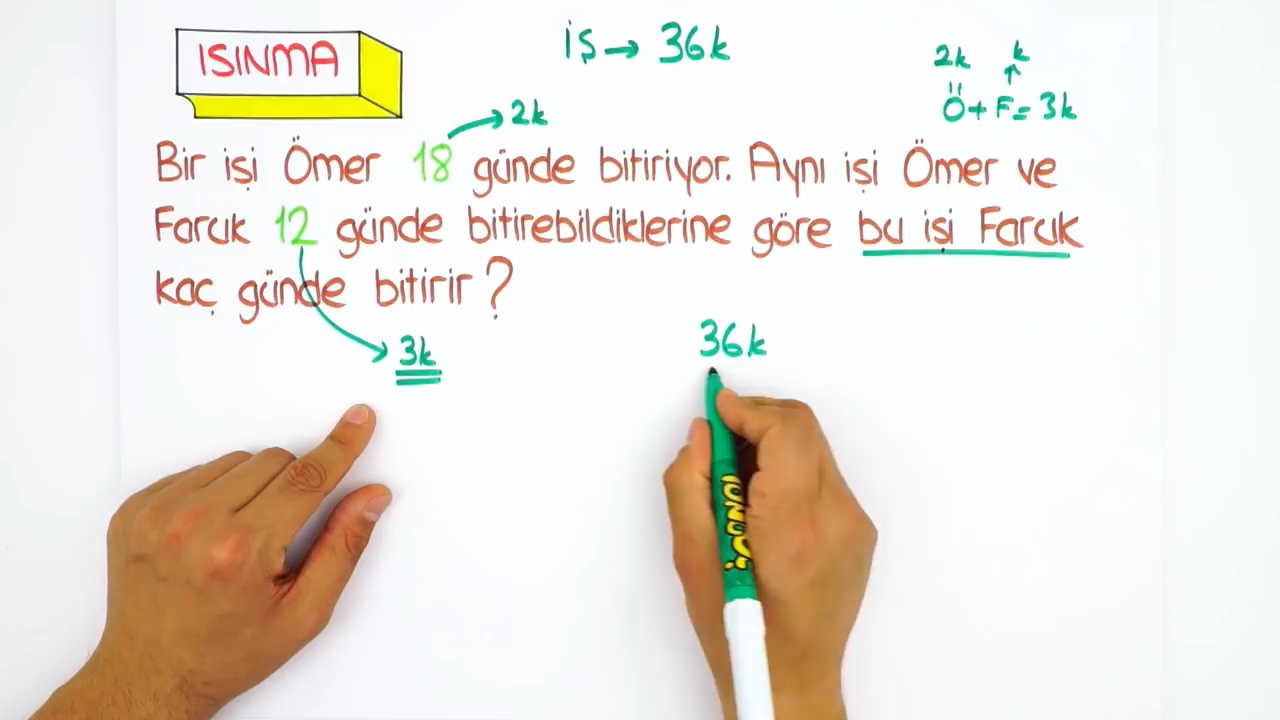 ISINMA
İŞ → 36k
2k k
Ö + F = 3k
2k
Bir işi Ömer 18 günde bitiriyor. Aynı işi Ömer ve
Faruk 12 günde bitirebildiklerine göre bu işi Faruk
kaç günde bitirir?
3k
36k